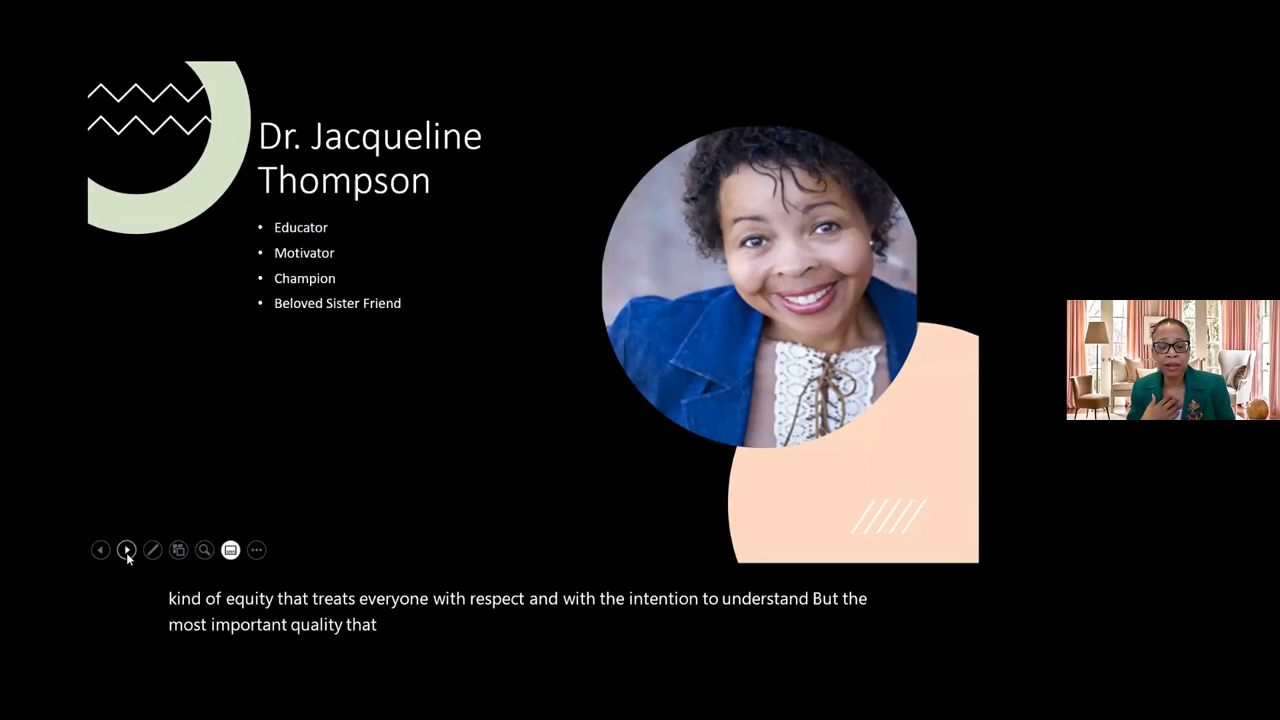 Dr. Jacqueline
Thompson
• Educator
• Motivator
• Champion
• Beloved Sister Friend
kind of equity that treats everyone with respect and with the intention to understand But the
most important quality that